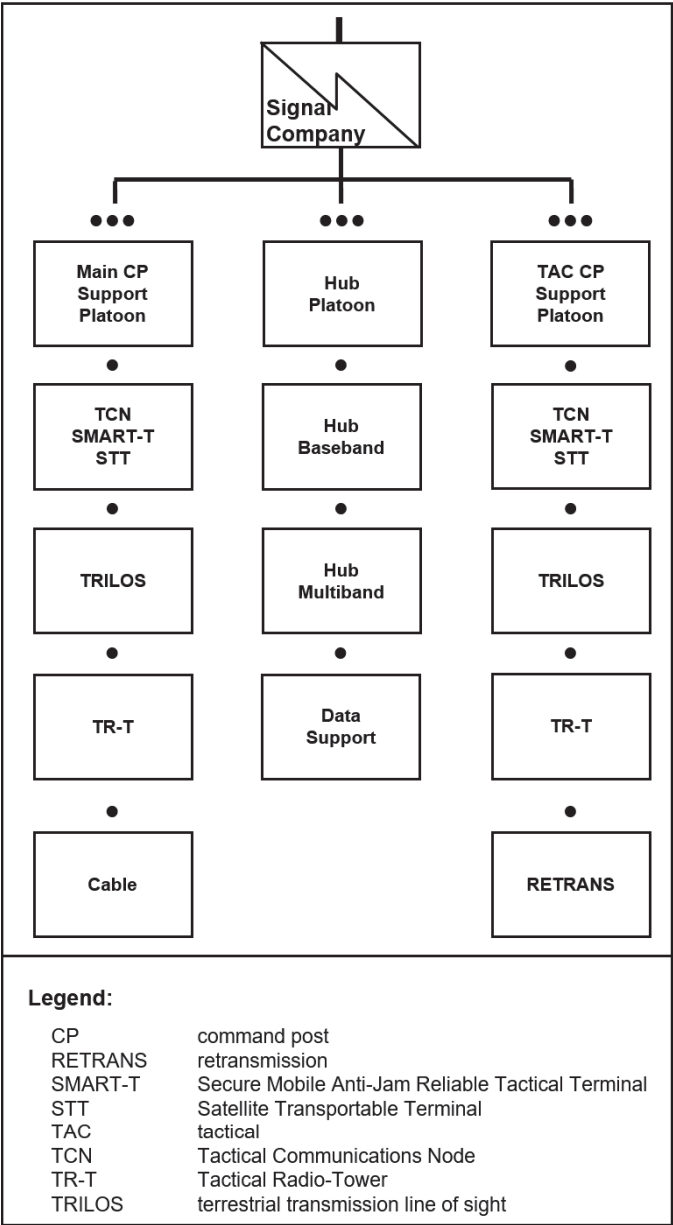 Signal
Company
Main CP
Support
Platoon
Hub
Platoon
TAC CP
Support
Platoon
TCN
SMART-T
STT
Hub
Baseband
TCN
SMART-T
STT
TRILOS
Hub
Multiband
TRILOS
TR-T
Data
Support
TR-T
Cable
RETRANS
Legend:
CP command post
RETRANS retransmission
SMART-T Secure Mobile Anti-Jam Reliable Tactical Terminal
STT Satellite Transportable Terminal
TAC tactical
TCN Tactical Communications Node
TR-T Tactical Radio-Tower
TRILOS terrestrial transmission line of sight